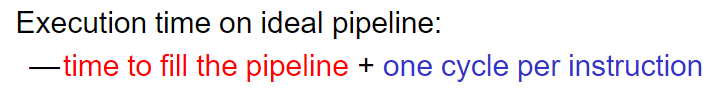 Execution time on ideal pipeline:
—time to fill the pipeline + one cycle per instruction